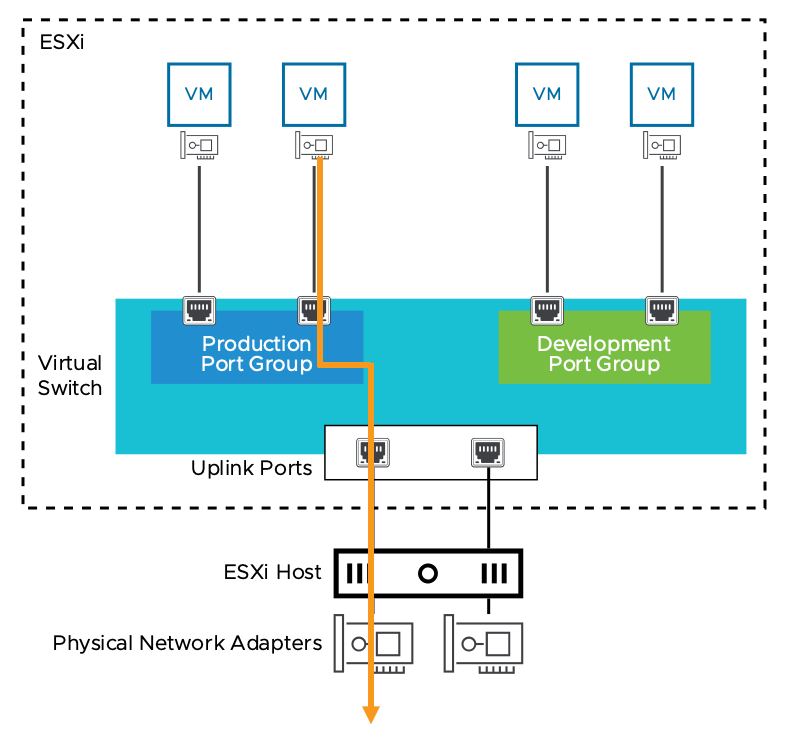 ESXi
VM
VM
VM
VM
Production
Port Group
Development
Port Group
Virtual
Switch
Uplink Ports
ESXi Host
Physical Network Adapters